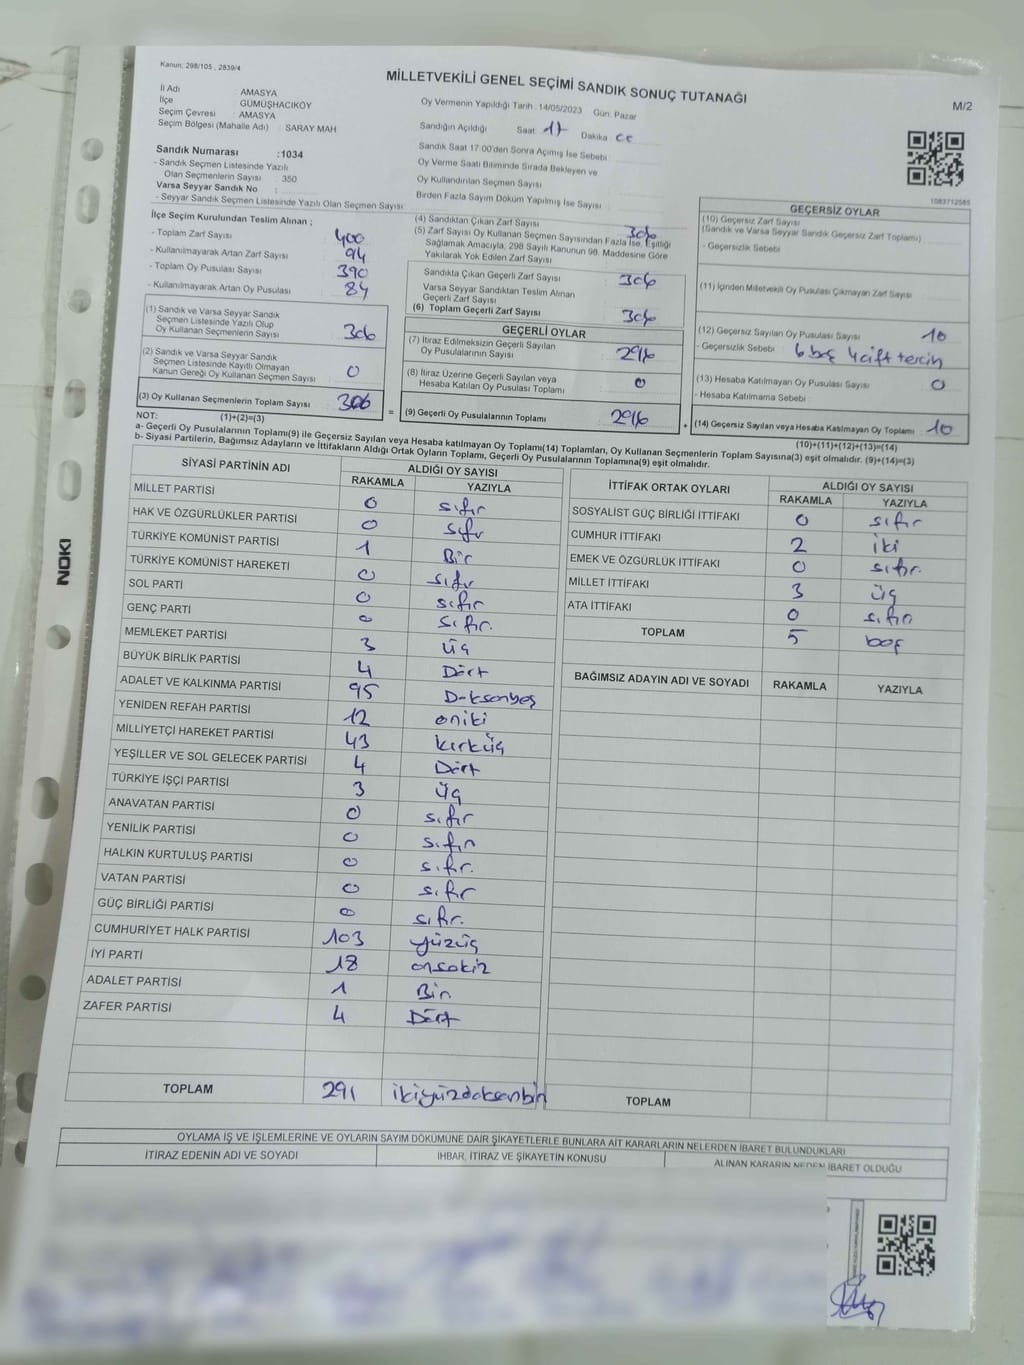 Kanun; 298/105 , 2839/4
MİLLETVEKİLİ GENEL SEÇİMİ SANDIK SONUÇ TUTANAĞI
M/2
İl Adı : AMASYA
İlçe : GÜMÜŞHACIKÖY
Seçim Çevresi : AMASYA
Seçim Bölgesi (Mahalle Adı) : SARAY MAH
Sandık Numarası :1034
- Sandık Seçmen Listesinde Yazılı
Olan Seçmenlerin Sayısı : 350
Varsa Seyyar Sandık No :
- Seyyar Sandık Seçmen Listesinde Yazılı Olan Seçmen Sayısı
Oy Vermenin Yapıldığı Tarih : 14/05/2023 Gün: Pazar
Sandığın Açıldığı Saat: 17 Dakika:
Sandık Saat 17:00'den Sonra Açılmış İse Sebebi
Oy Verme Saati Bitiminde Sırada Bekleyen ve
Oy Kullandırılan Seçmen Sayısı
Birden Fazla Sayım Döküm Yapılmış İse Sayısı
1083712585
İlçe Seçim Kurulundan Teslim Alınan ;
- Toplam Zarf Sayısı 400
- Kullanılmayarak Artan Zarf Sayısı 94
- Toplam Oy Pusulası Sayısı 390
- Kullanılmayarak Artan Oy Pusulası 84
(1) Sandık ve Varsa Seyyar Sandık
Seçmen Listesinde Yazılı Olup
Oy Kullanan Seçmenlerin Sayısı 306
(2) Sandık ve Varsa Seyyar Sandık
Seçmen Listesinde Kayıtlı Olmayan
Kanun Gereği Oy Kullanan Seçmen Sayısı 0
(3) Oy Kullanan Seçmenlerin Toplam Sayısı 306
(4) Sandıktan Çıkan Zarf Sayısı 306
(5) Zarf Sayısı Oy Kullanan Seçmen Sayısından Fazla İse, Eşitliği
Sağlamak Amacıyla, 298 Sayılı Kanunun 98. Maddesine Göre
Yakılarak Yok Edilen Zarf Sayısı
Sandıkta Çıkan Geçerli Zarf Sayısı 306
Varsa Seyyar Sandıktan Teslim Alınan
Geçerli Zarf Sayısı
(6) Toplam Geçerli Zarf Sayısı 306
GEÇERLİ OYLAR
(7) İtiraz Edilmeksizin Geçerli Sayılan
Oy Pusulalarının Sayısı 296
(8) İtiraz Üzerine Geçerli Sayılan veya
Hesaba Katılan Oy Pusulası Toplamı 0
= (9) Geçerli Oy Pusulalarının Toplamı 296
GEÇERSİZ OYLAR
(10) Geçersiz Zarf Sayısı
(Sandık ve Varsa Seyyar Sandık Geçersiz Zarf Toplamı)
- Geçersizlik Sebebi
(11) İçinden Milletvekili Oy Pusulası Çıkmayan Zarf Sayısı
(12) Geçersiz Sayılan Oy Pusulası Sayısı 10
- Geçersizlik Sebebi : 6 boş 4 çift tercih
(13) Hesaba Katılmayan Oy Pusulası Sayısı 0
- Hesaba Katılmama Sebebi
+ (14) Geçersiz Sayılan veya Hesaba Katılmayan Oy Toplamı 10
NOT: (1)+(2)=(3)
(10)+(11)+(12)+(13)=(14)
a- Geçerli Oy Pusulalarının Toplamı(9) ile Geçersiz Sayılan veya Hesaba katılmayan Oy Toplamı(14) Toplamları, Oy Kullanan Seçmenlerin Toplam Sayısına(3) eşit olmalıdır. (9)+(14)=(3)
b- Siyasi Partilerin, Bağımsız Adayların ve İttifakların Aldığı Ortak Oyların Toplamı, Geçerli Oy Pusulalarının Toplamına(9) eşit olmalıdır.
SİYASİ PARTİNİN ADI ALDIĞI OY SAYISI
RAKAMLA YAZIYLA
MİLLET PARTİSİ 0 sıfır
HAK VE ÖZGÜRLÜKLER PARTİSİ 0 sıfır
TÜRKİYE KOMÜNİST PARTİSİ 1 Bir
TÜRKİYE KOMÜNİST HAREKETİ 0 sıfır
SOL PARTİ 0 sıfır
GENÇ PARTİ 0 sıfır.
MEMLEKET PARTİSİ 3 üç
BÜYÜK BİRLİK PARTİSİ 4 Dört
ADALET VE KALKINMA PARTİSİ 95 Doksanbeş
YENİDEN REFAH PARTİSİ 12 oniki
MİLLİYETÇİ HAREKET PARTİSİ 43 kırküç
YEŞİLLER VE SOL GELECEK PARTİSİ 4 Dört
TÜRKİYE İŞÇİ PARTİSİ 3 üç
ANAVATAN PARTİSİ 0 sıfır
YENİLİK PARTİSİ 0 sıfır
HALKIN KURTULUŞ PARTİSİ 0 sıfır.
VATAN PARTİSİ 0 sıfır
GÜÇ BİRLİĞİ PARTİSİ 0 sıfır.
CUMHURİYET HALK PARTİSİ 103 yüzüç
İYİ PARTİ 18 onsekiz
ADALET PARTİSİ 1 Bir
ZAFER PARTİSİ 4 Dört
TOPLAM 291 ikiyüzdoksanbir
İTTİFAK ORTAK OYLARI ALDIĞI OY SAYISI
RAKAMLA YAZIYLA
SOSYALİST GÜÇ BİRLİĞİ İTTİFAKI 0 sıfır
CUMHUR İTTİFAKI 2 iki
EMEK VE ÖZGÜRLÜK İTTİFAKI 0 sıfır.
MİLLET İTTİFAKI 3 üç
ATA İTTİFAKI 0 sıfır
TOPLAM 5 beş
BAĞIMSIZ ADAYIN ADI VE SOYADI RAKAMLA YAZIYLA
TOPLAM
OYLAMA İŞ VE İŞLEMLERİNE VE OYLARIN SAYIM DÖKÜMÜNE DAİR ŞİKAYETLERLE BUNLARA AİT KARARLARIN NELERDEN İBARET BULUNDUKLARI
İTİRAZ EDENİN ADI VE SOYADI İHBAR, İTİRAZ VE ŞİKAYETİN KONUSU ALINAN KARARIN NEDEN İBARET OLDUĞU
NOKI